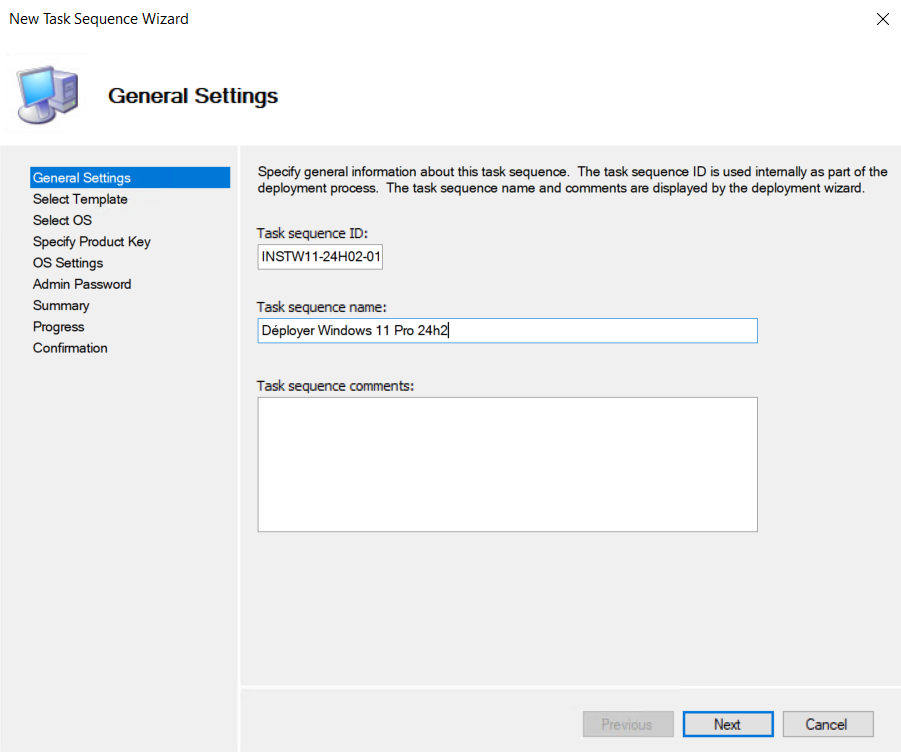 New Task Sequence Wizard
General Settings
General Settings
Select Template
Select OS
Specify Product Key
OS Settings
Admin Password
Summary
Progress
Confirmation
Specify general information about this task sequence.  The task sequence ID is used internally as part of the
deployment process.  The task sequence name and comments are displayed by the deployment wizard.
Task sequence ID:
INSTW11-24H02-01
Task sequence name:
Déployer Windows 11 Pro 24h2
Task sequence comments:
Previous
Next
Cancel